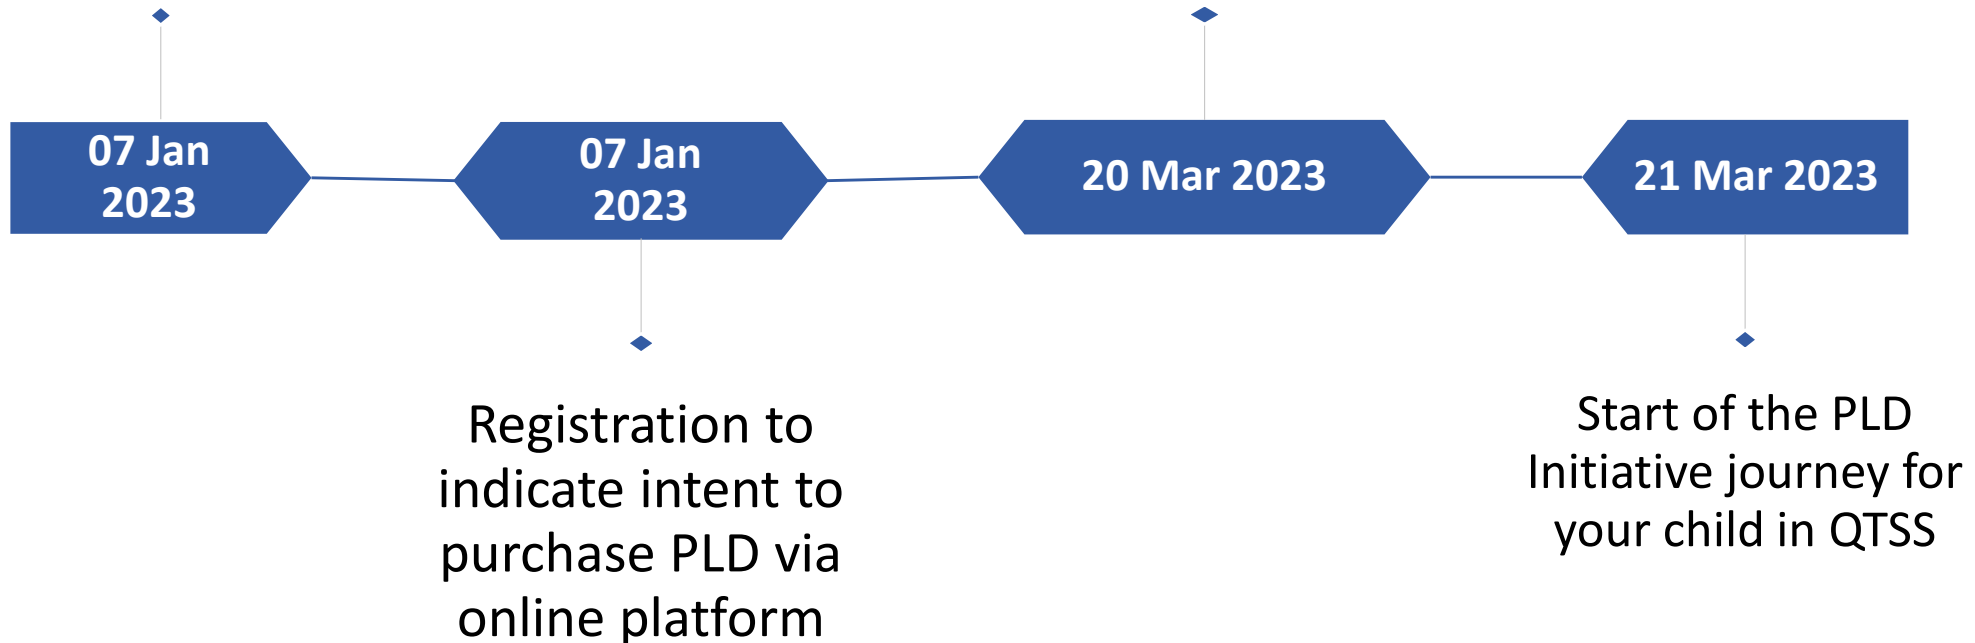 07 Jan
2023
07 Jan
2023
20 Mar 2023
21 Mar 2023
Registration to
indicate intent to
purchase PLD via
online platform
Start of the PLD
Initiative journey for
your child in QTSS